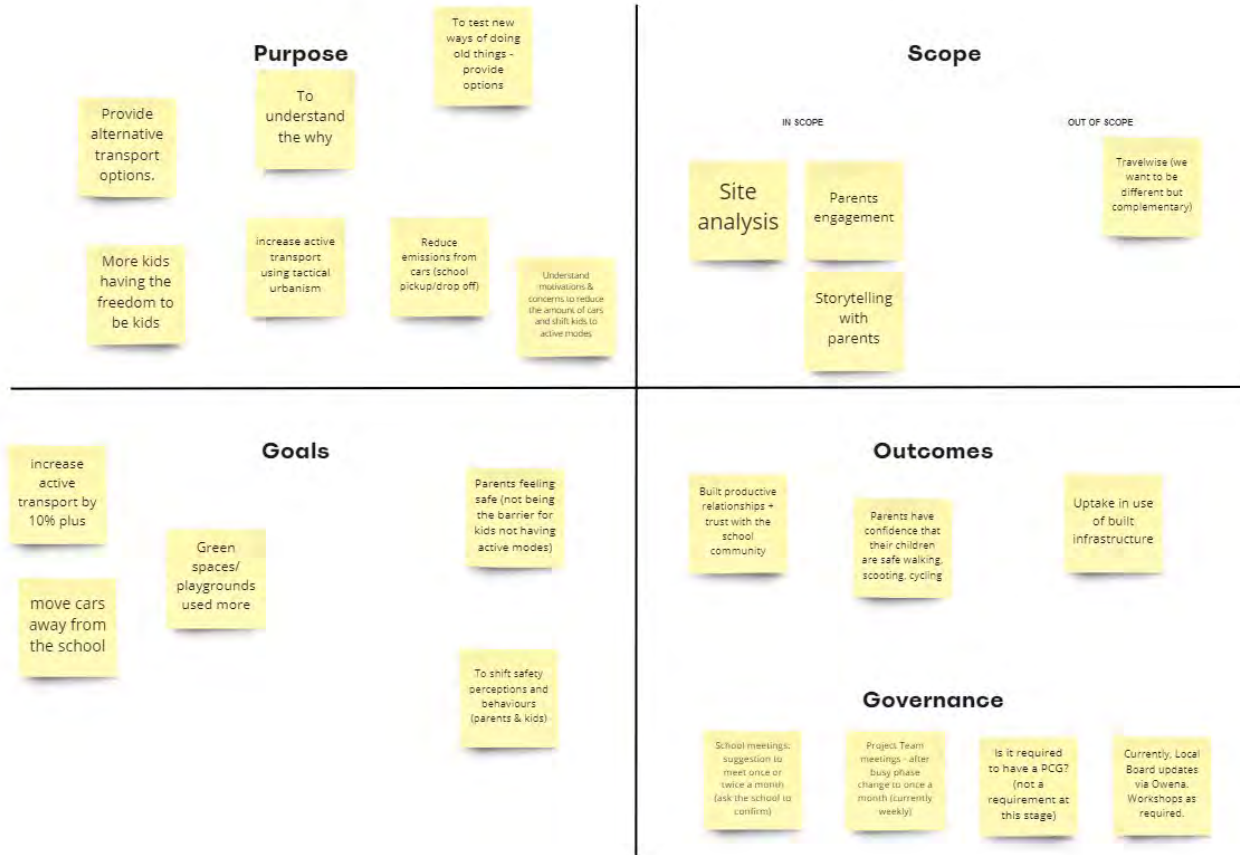 Purpose
To test new
ways of doing
old things -
provide
options
To
understand
the why
Provide
alternative
transport
options.
More kids
having the
freedom to
be kids
increase active
transport
using tactical
urbanism
Reduce
emissions from
cars (school
pickup/drop off)
Understand
motivations &
concerns to reduce
the amount of cars
and shift kids to
active modes
Scope
IN SCOPE
OUT OF SCOPE
Site
analysis
Parents
engagement
Storytelling
with
parents
Travelwise (we
want to be
different but
complementary)
Goals
increase
active
transport by
10% plus
Green
spaces/
playgrounds
used more
move cars
away from
the school
Parents feeling
safe (not being
the barrier for
kids not having
active modes)
To shift safety
perceptions and
behaviours
(parents & kids)
Outcomes
Built productive
relationships +
trust with the
school
community
Parents have
confidence that
their children
are safe walking,
scooting, cycling
Uptake in use
of built
infrastructure
Governance
School meetings:
suggestion to
meet once or
twice a month
(ask the school to
confirm)
Project Team
meetings - after
busy phase
change to once a
month (currently
weekly)
Is it required
to have a PCG?
(not a
requirement at
this stage)
Currently, Local
Board updates
via Owena.
Workshops as
required.